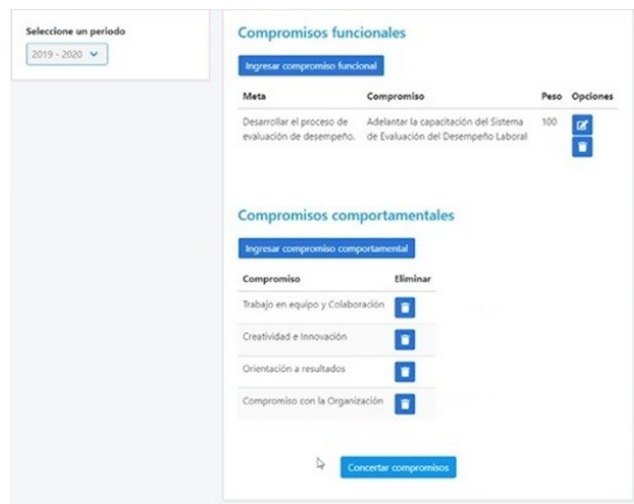 Seleccione un periodo
2019 - 2020
Compromisos funcionales
Ingresar compromiso funcional
Meta Compromiso Peso Opciones
Desarrollar el proceso de Adelantar la capacitación del Sistema 100
evaluación de desempeño. de Evaluación del Desempeño Laboral
Compromisos comportamentales
Ingresar compromiso comportamental
Compromiso Eliminar
Trabajo en equipo y Colaboración
Creatividad e Innovación
Orientación a resultados
Compromiso con la Organización
Concertar compromisos